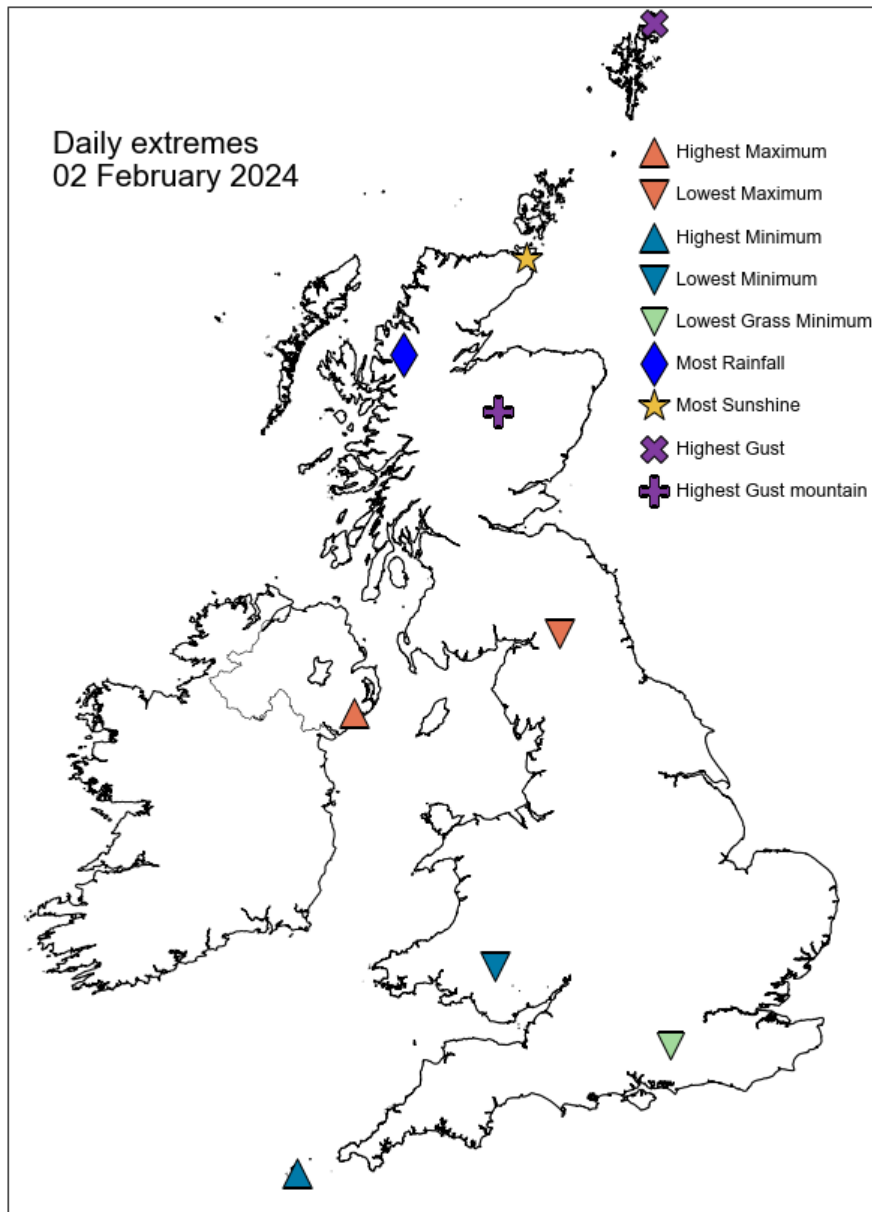 Daily extremes
02 February 2024
Highest Maximum
Lowest Maximum
Highest Minimum
Lowest Minimum
Lowest Grass Minimum
Most Rainfall
Most Sunshine
Highest Gust
Highest Gust mountain